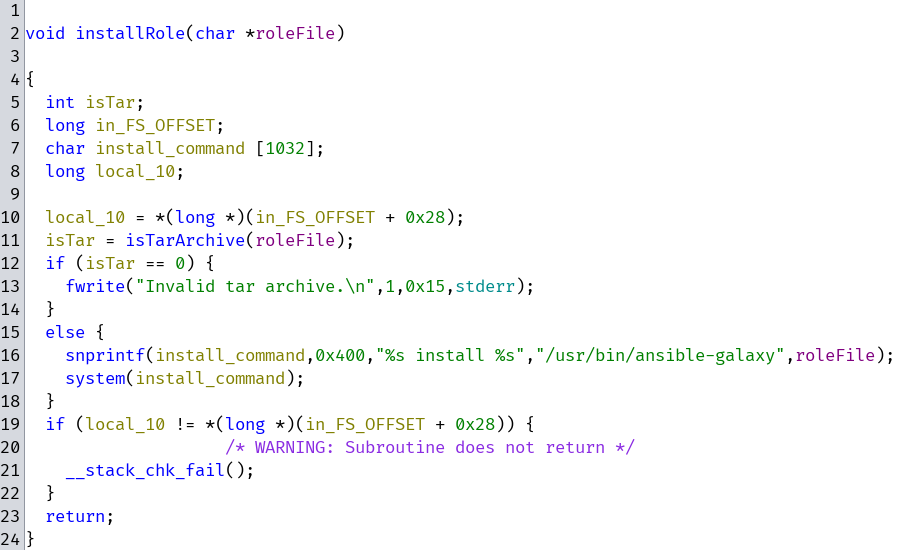 1
2 void installRole(char *roleFile)
3
4 {
5   int isTar;
6   long in_FS_OFFSET;
7   char install_command [1032];
8   long local_10;
9
10   local_10 = *(long *)(in_FS_OFFSET + 0x28);
11   isTar = isTarArchive(roleFile);
12   if (isTar == 0) {
13     fwrite("Invalid tar archive.\n",1,0x15,stderr);
14   }
15   else {
16     snprintf(install_command,0x400,"%s install %s","/usr/bin/ansible-galaxy",roleFile);
17     system(install_command);
18   }
19   if (local_10 != *(long *)(in_FS_OFFSET + 0x28)) {
20                     /* WARNING: Subroutine does not return */
21     __stack_chk_fail();
22   }
23   return;
24 }